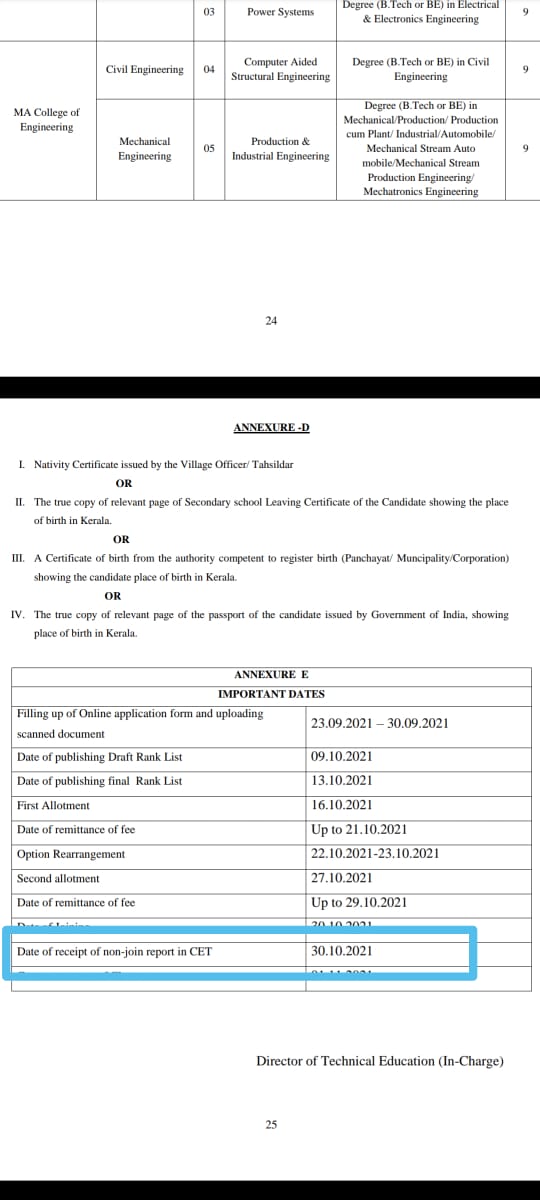 03
Power Systems
Degree (B.Tech or BE) in Electrical
& Electronics Engineering
9
MA College of
Engineering
Civil Engineering
04
Computer Aided
Structural Engineering
Degree (B.Tech or BE) in Civil
Engineering
9
Mechanical
Engineering
05
Production &
Industrial Engineering
Degree (B.Tech or BE) in
Mechanical/Production/ Production
cum Plant/ Industrial/Automobile/
Mechanical Stream Auto
mobile/Mechanical Stream
Production Engineering/
Mechatronics Engineering
9
24
ANNEXURE -D
I. Nativity Certificate issued by the Village Officer/ Tahsildar
OR
II. The true copy of relevant page of Secondary school Leaving Certificate of the Candidate showing the place
of birth in Kerala.
OR
III. A Certificate of birth from the authority competent to register birth (Panchayat/ Muncipality/Corporation)
showing the candidate place of birth in Kerala.
OR
IV. The true copy of relevant page of the passport of the candidate issued by Government of India, showing
place of birth in Kerala.
ANNEXURE E
IMPORTANT DATES
Filling up of Online application form and uploading
scanned document
23.09.2021 – 30.09.2021
Date of publishing Draft Rank List 09.10.2021
Date of publishing final Rank List 13.10.2021
First Allotment 16.10.2021
Date of remittance of fee Up to 21.10.2021
Option Rearrangement 22.10.2021-23.10.2021
Second allotment 27.10.2021
Date of remittance of fee Up to 29.10.2021
Date of receipt of non-join report in CET 30.10.2021
Director of Technical Education (In-Charge)
25